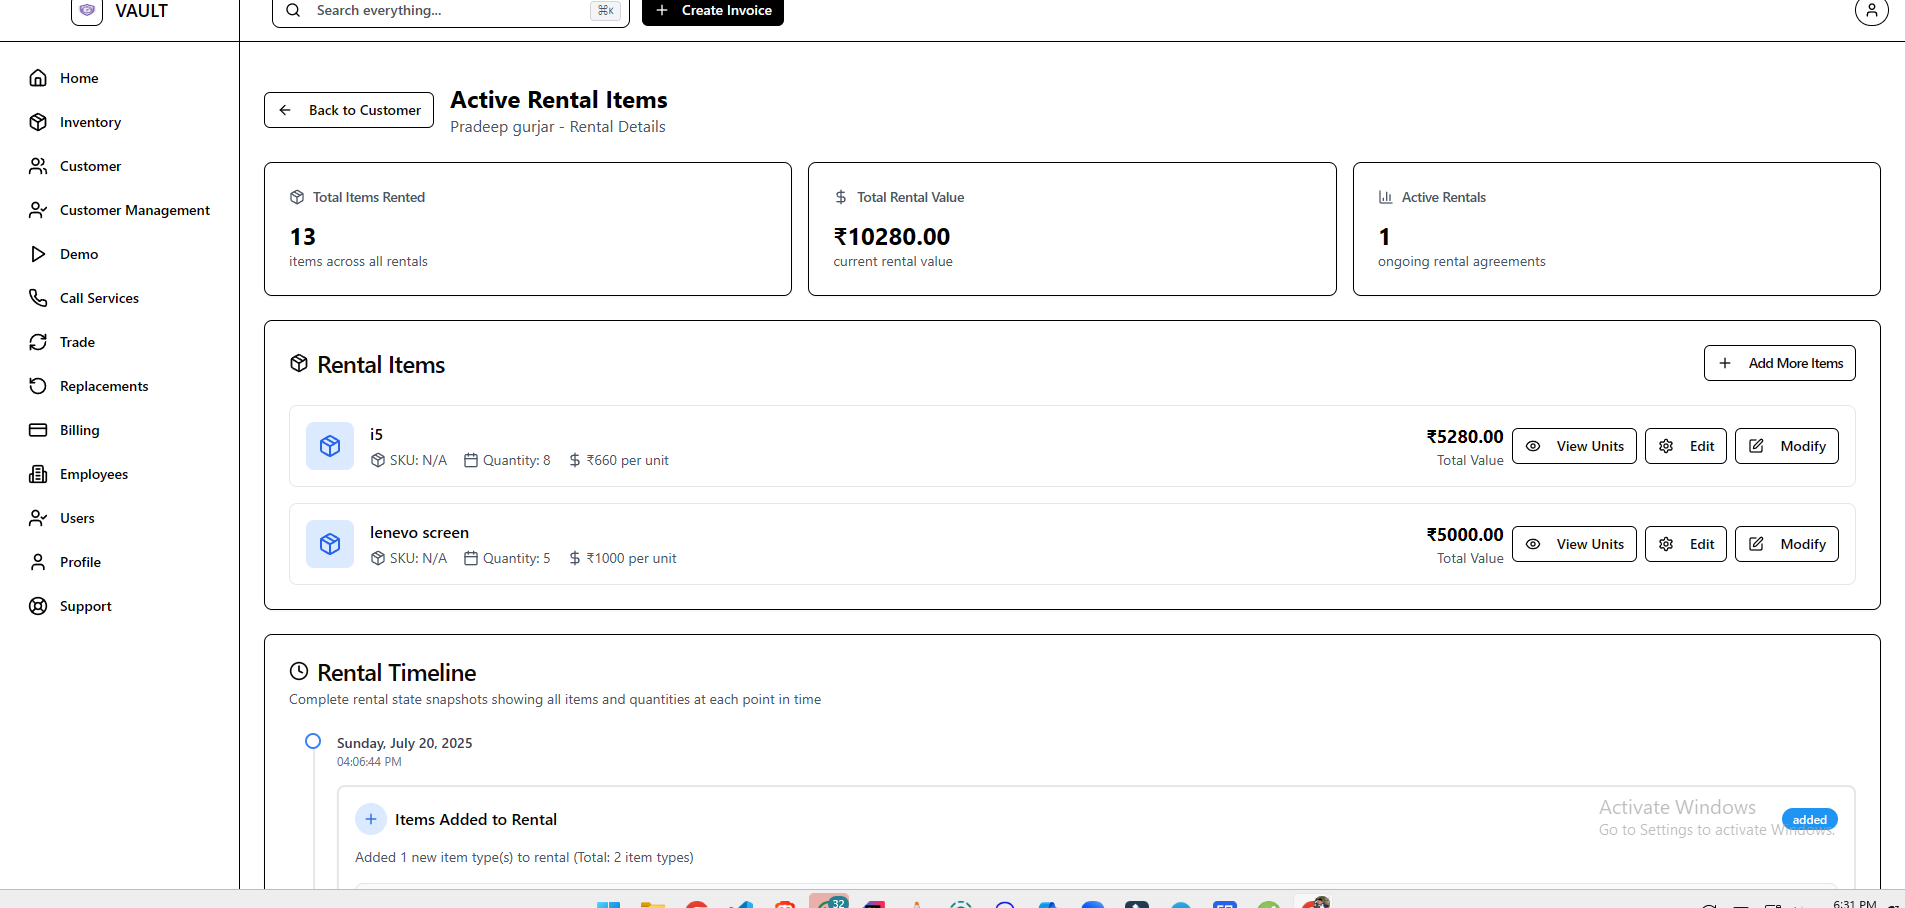 VAULT
Search everything...
⌘K
+ Create Invoice
Home
Inventory
Customer
Customer Management
Demo
Call Services
Trade
Replacements
Billing
Employees
Users
Profile
Support
Back to Customer
Active Rental Items
Pradeep gurjar - Rental Details
Total Items Rented
13
items across all rentals
$ Total Rental Value
₹10280.00
current rental value
Active Rentals
1
ongoing rental agreements
Rental Items
+ Add More Items
i5
SKU: N/A Quantity: 8 $ ₹660 per unit
₹5280.00
Total Value
View Units Edit Modify
lenevo screen
SKU: N/A Quantity: 5 $ ₹1000 per unit
₹5000.00
Total Value
View Units Edit Modify
Rental Timeline
Complete rental state snapshots showing all items and quantities at each point in time
Sunday, July 20, 2025
04:06:44 PM
+ Items Added to Rental
added
Added 1 new item type(s) to rental (Total: 2 item types)
Activate Windows
Go to Settings to activate Windows.
32
6:31 PM